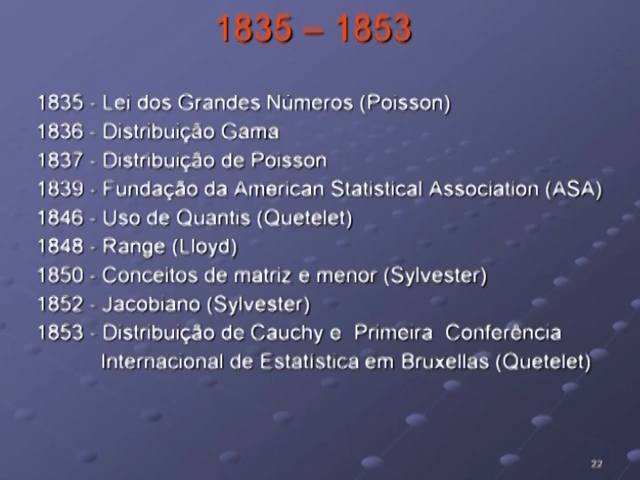 1835 – 1853
1835 - Lei dos Grandes Números (Poisson)
1836 - Distribuição Gama
1837 - Distribuição de Poisson
1839 - Fundação da American Statistical Association (ASA)
1846 - Uso de Quantis (Quetelet)
1848 - Range (Lloyd)
1850 - Conceitos de matriz e menor (Sylvester)
1852 - Jacobiano (Sylvester)
1853 - Distribuição de Cauchy e Primeira Conferência
Internacional de Estatística em Bruxellas (Quetelet)
22